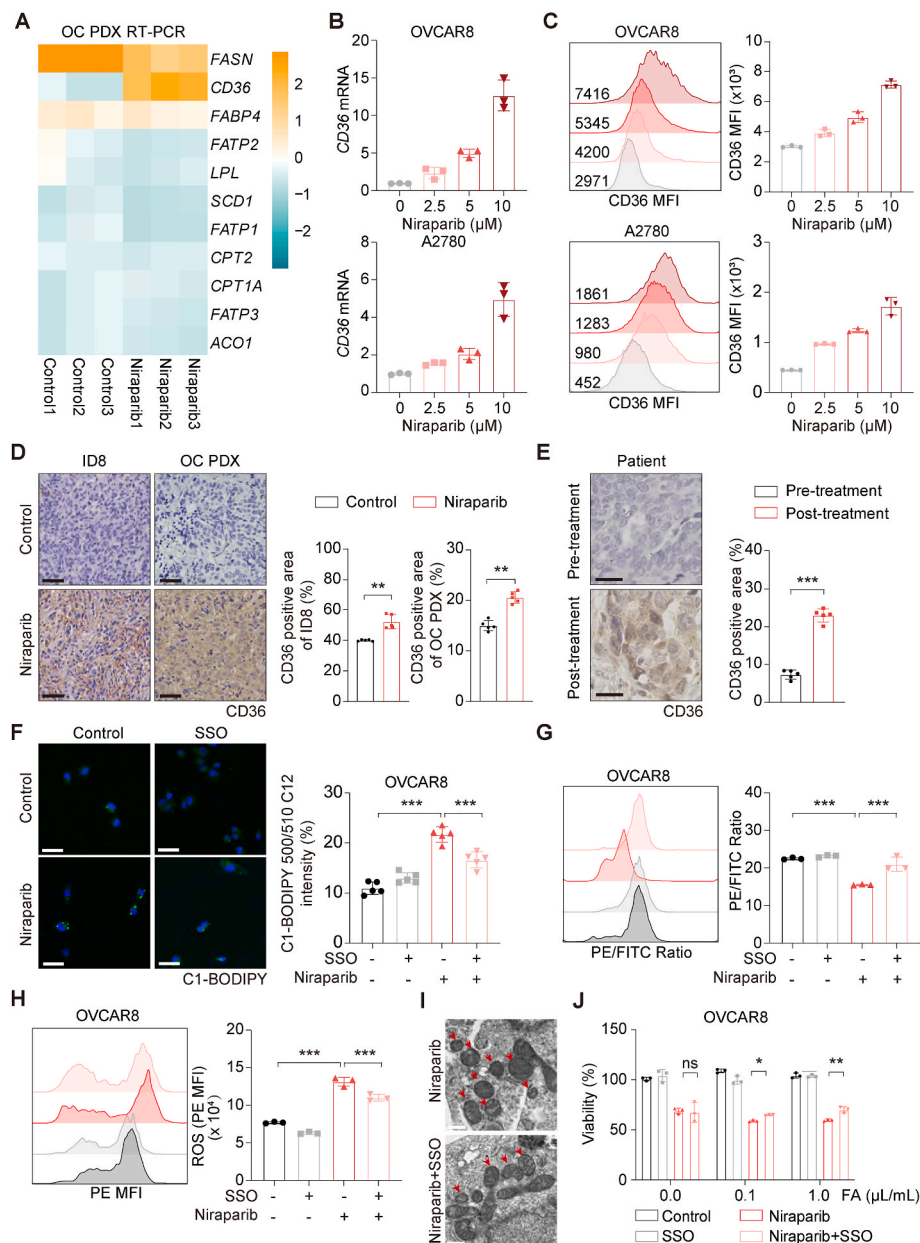 A
OC PDX RT-PCR
FASN
CD36
FABP4
FATP2
LPL
SCD1
FATP1
CPT2
CPT1A
FATP3
ACO1
2
1
0
−1
−2
Control1
Control2
Control3
Niraparib1
Niraparib2
Niraparib3
B
OVCAR8
CD36 mRNA
15
10
5
0
0 2.5 5 10
Niraparib (µM)
A2780
CD36 mRNA
8
6
4
2
0
0 2.5 5 10
Niraparib (µM)
C
OVCAR8
7416
5345
4200
2971
CD36 MFI
CD36 MFI (x10³)
10
8
6
4
2
0
0 2.5 5 10
Niraparib (µM)
A2780
1861
1283
980
452
CD36 MFI
CD36 MFI (x10³)
3
2
1
0
0 2.5 5 10
Niraparib (µM)
D
ID8
OC PDX
Control
Niraparib
CD36
Control
Niraparib
CD36 positive area
of ID8 (%)
100
80
60
40
20
0
**
CD36 positive area
of OC PDX (%)
30
20
10
0
**
E
Patient
Pre-treatment
Post-treatment
CD36
Pre-treatment
Post-treatment
CD36 positive area (%)
40
30
20
10
0
***
F
Control
SSO
Control
Niraparib
C1-BODIPY
OVCAR8
C1-BODIPY 500/510 C12
intensity (%)
30
20
10
0
*** ***
SSO - + - +
Niraparib - - + +
G
OVCAR8
PE/FITC Ratio
PE/FITC Ratio
40
30
20
10
0
*** ***
SSO - + - +
Niraparib - - + +
H
OVCAR8
PE MFI
ROS (PE MFI)
(x 10⁴)
20
15
10
5
0
*** ***
SSO - + - +
Niraparib - - + +
I
Niraparib
Niraparib+SSO
J
OVCAR8
Viability (%)
150
100
50
0
ns * **
0.0 0.1 1.0 FA (µL/mL)
Control
SSO
Niraparib
Niraparib+SSO